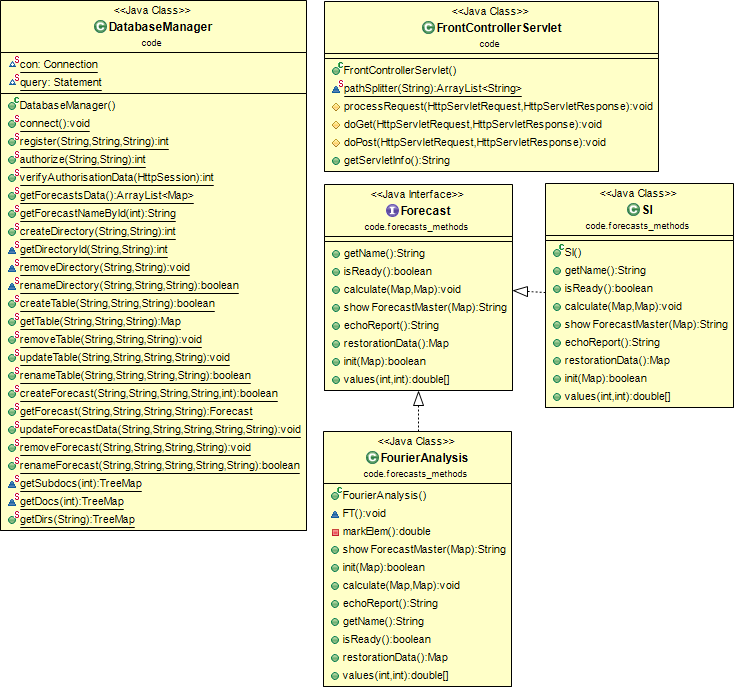 <<Java Class>>
DatabaseManager
code
con: Connection
query: Statement
DatabaseManager()
connect():void
register(String,String,String):int
authorize(String,String):int
verifyAuthorisationData(HttpSession):int
getForecastsData():ArrayList<Map>
getForecastNameById(int):String
createDirectory(String,String):int
getDirectoryId(String,String):int
removeDirectory(String,String):void
renameDirectory(String,String,String):boolean
createTable(String,String,String):boolean
getTable(String,String,String):Map
removeTable(String,String,String):void
updateTable(String,String,String):void
renameTable(String,String,String,String):boolean
createForecast(String,String,String,String,int):boolean
getForecast(String,String,String,String):Forecast
updateForecastData(String,String,String,String,String):void
removeForecast(String,String,String,String):void
renameForecast(String,String,String,String,String):boolean
getSubdocs(int):TreeMap
getDocs(int):TreeMap
getDirs(String):TreeMap
<<Java Class>>
FrontControllerServlet
code
FrontControllerServlet()
pathSplitter(String):ArrayList<String>
processRequest(HttpServletRequest,HttpServletResponse):void
doGet(HttpServletRequest,HttpServletResponse):void
doPost(HttpServletRequest,HttpServletResponse):void
getServletInfo():String
<<Java Interface>>
Forecast
code.forecasts_methods
getName():String
isReady():boolean
calculate(Map,Map):void
showForecastMaster(Map):String
echoReport():String
restorationData():Map
init(Map):boolean
values(int,int):double[]
<<Java Class>>
SI
code.forecasts_methods
SI()
getName():String
isReady():boolean
calculate(Map,Map):void
showForecastMaster(Map):String
echoReport():String
restorationData():Map
init(Map):boolean
values(int,int):double[]
<<Java Class>>
FourierAnalysis
code.forecasts_methods
FourierAnalysis()
FT():void
markElem():double
showForecastMaster(Map):String
init(Map):boolean
calculate(Map,Map):void
echoReport():String
getName():String
isReady():boolean
restorationData():Map
values(int,int):double[]